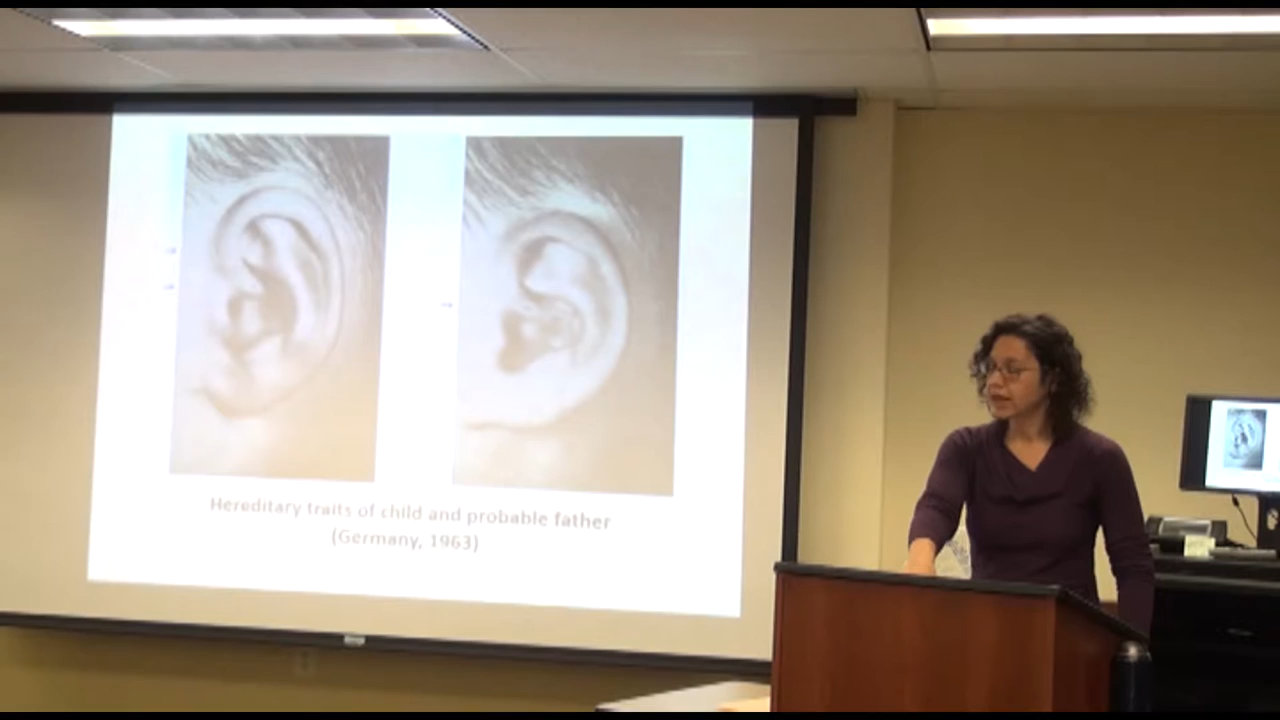 Hereditary traits of child and probable father
(Germany, 1963)